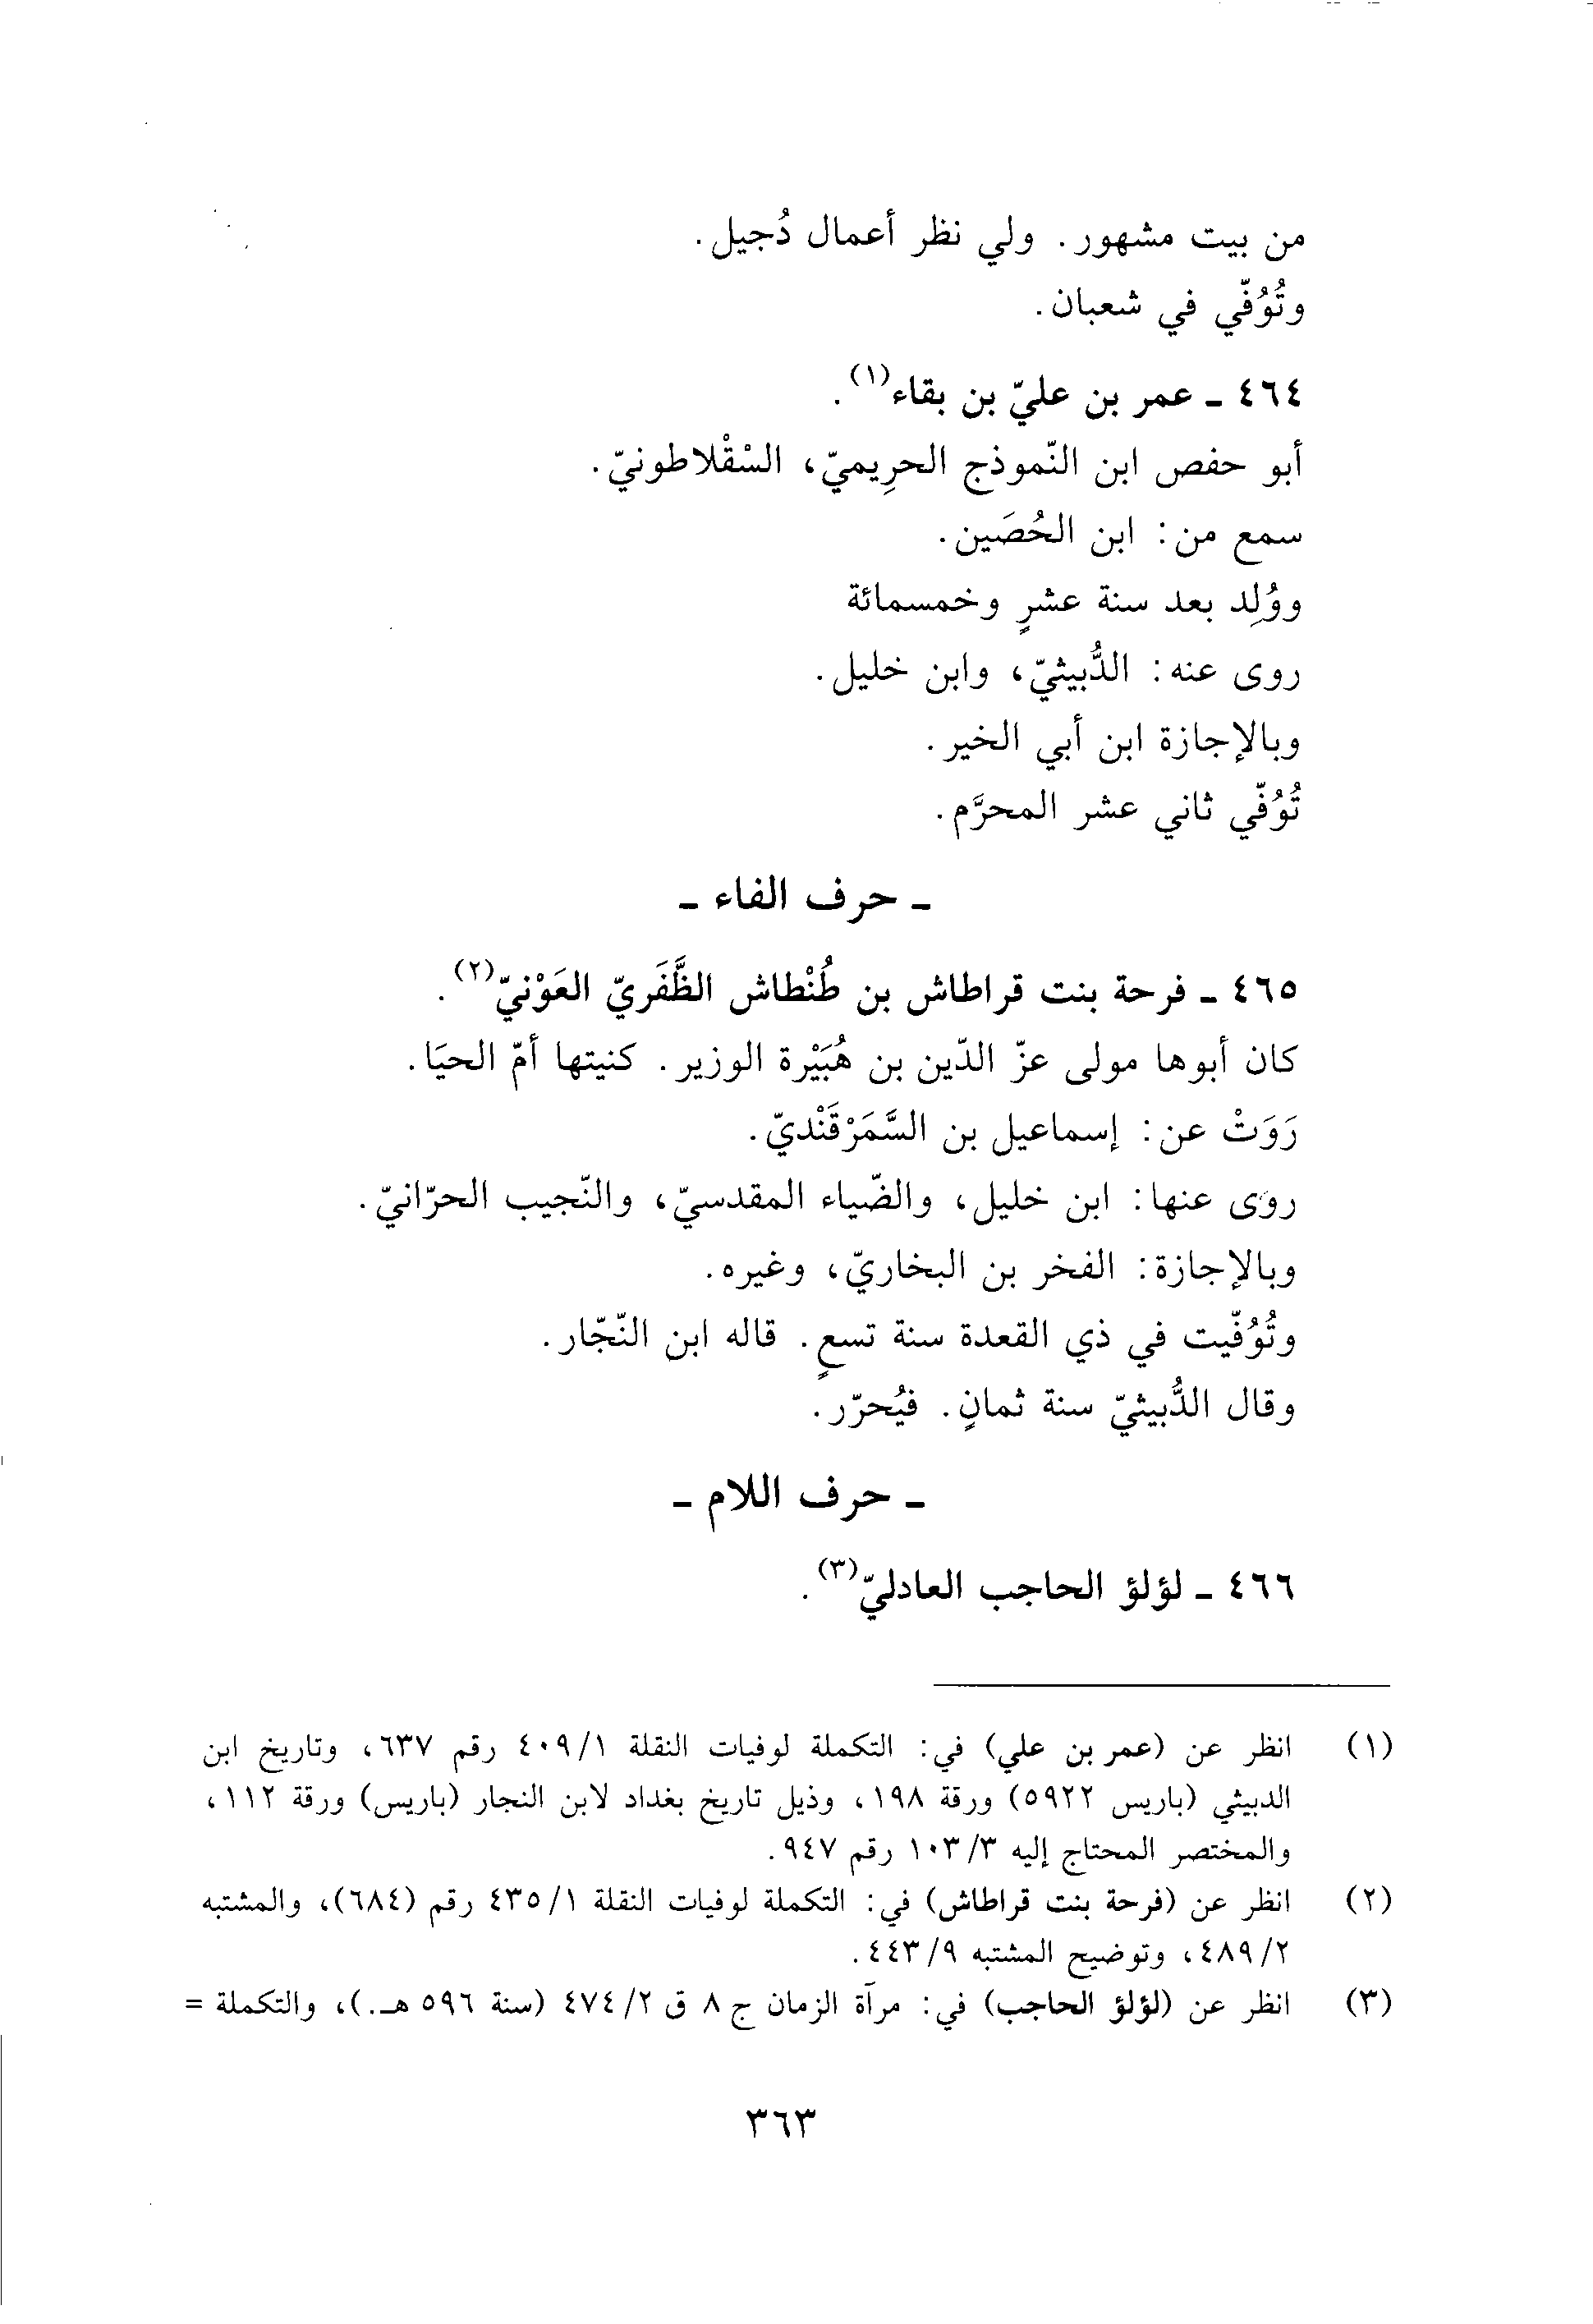 من بيت مشهور. ولي نظر أعمال دُجيل.
وتُوُفّي في شعبان.
٤٦٤ ـ عمر بن عليّ بن بقاء(١).
أبو حفص ابن النّموذج الحرِيميّ، السْقْلاطونيّ.
سمع من: ابن الحُصَين.
ووُلِد بعد سنة عشرٍ وخمسمائة
روى عنه: الدُّبيثيّ، وابن خليل.
وبالإجازة ابن أبي الخير.
تُوُفّي ثاني عشر المحرَّم.
ـ حرف الفاء ـ
٤٦٥ ـ فرحة بنت قراطاش بن طُنْطاش الظَّفَريّ العَوْنيّ(٢).
كان أبوها مولى عزّ الدّين بن هُبَيْرة الوزير. كنيتها أمّ الحيَا.
رَوَتْ عن: إسماعيل بن السَّمَرْقَنْديّ.
روى عنها: ابن خليل، والضّياء المقدسيّ، والنّجيب الحرّانيّ.
وبالإجازة: الفخر بن البخاريّ، وغيره.
وتُوُفّيت في ذي القعدة سنة تسعٍ. قاله ابن النّجّار.
وقال الدُّبيثيّ سنة ثمانٍ. فيُحرّر.
ـ حرف اللام ـ
٤٦٦ ـ لؤلؤ الحاجب العادليّ(٣).
(١) انظر عن (عمر بن علي) في: التكملة لوفيات النقلة ٤٠٩/١ رقم ٦٣٧، وتاريخ ابن
الدبيثي (باريس ٥٩٢٢) ورقة ١٩٨، وذيل تاريخ بغداد لابن النجار (باريس) ورقة ١١٢،
والمختصر المحتاج إليه ١٠٣/٣ رقم ٩٤٧.
(٢) انظر عن (فرحة بنت قراطاش) في: التكملة لوفيات النقلة ٤٣٥/١ رقم (٦٨٤)، والمشتبه
٤٨٩/٢، وتوضيح المشتبه ٤٤٣/٩.
(٣) انظر عن (لؤلؤ الحاجب) في: مرآة الزمان ج ٨ ق ٤٧٤/٢ (سنة ٥٩٦ هـ.)، والتكملة =
٣٦٣